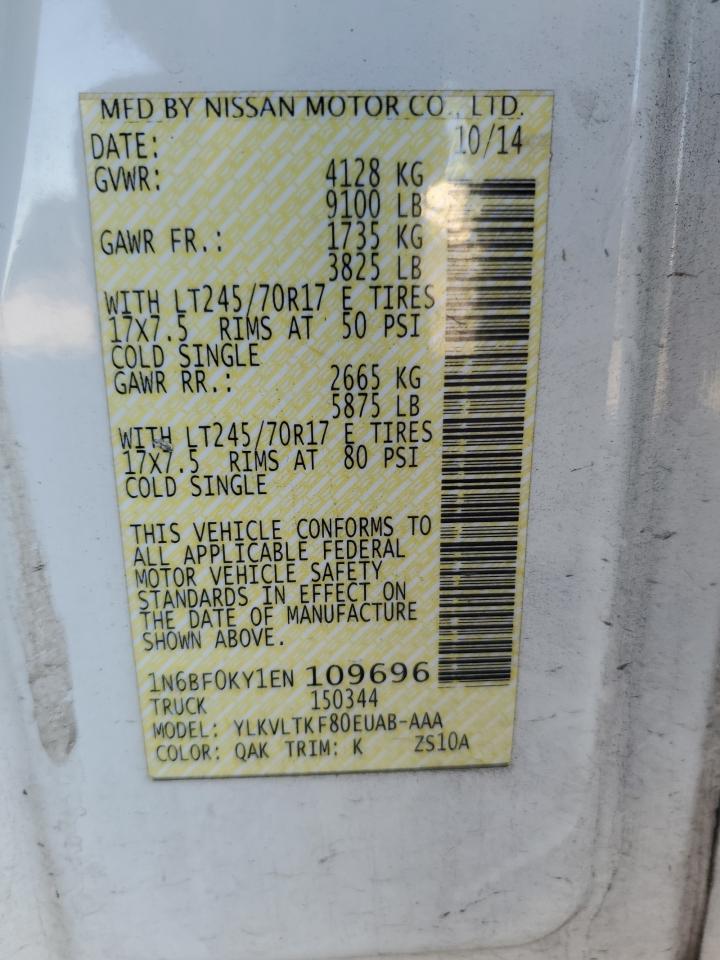 MFD BY NISSAN MOTOR CO., LTD.
DATE: 10/14
GVWR: 4128 KG
9100 LB
GAWR FR.: 1735 KG
3825 LB
WITH LT245/70R17 E TIRES
17X7.5 RIMS AT 50 PSI
COLD SINGLE
GAWR RR.: 2665 KG
5875 LB
WITH LT245/70R17 E TIRES
17X7.5 RIMS AT 80 PSI
COLD SINGLE
THIS VEHICLE CONFORMS TO
ALL APPLICABLE FEDERAL
MOTOR VEHICLE SAFETY
STANDARDS IN EFFECT ON
THE DATE OF MANUFACTURE
SHOWN ABOVE.
1N6BF0KY1EN 109696
TRUCK 150344
MODEL: YLKVLTKF80EUAB-AAA
COLOR: QAK TRIM: K ZS10A